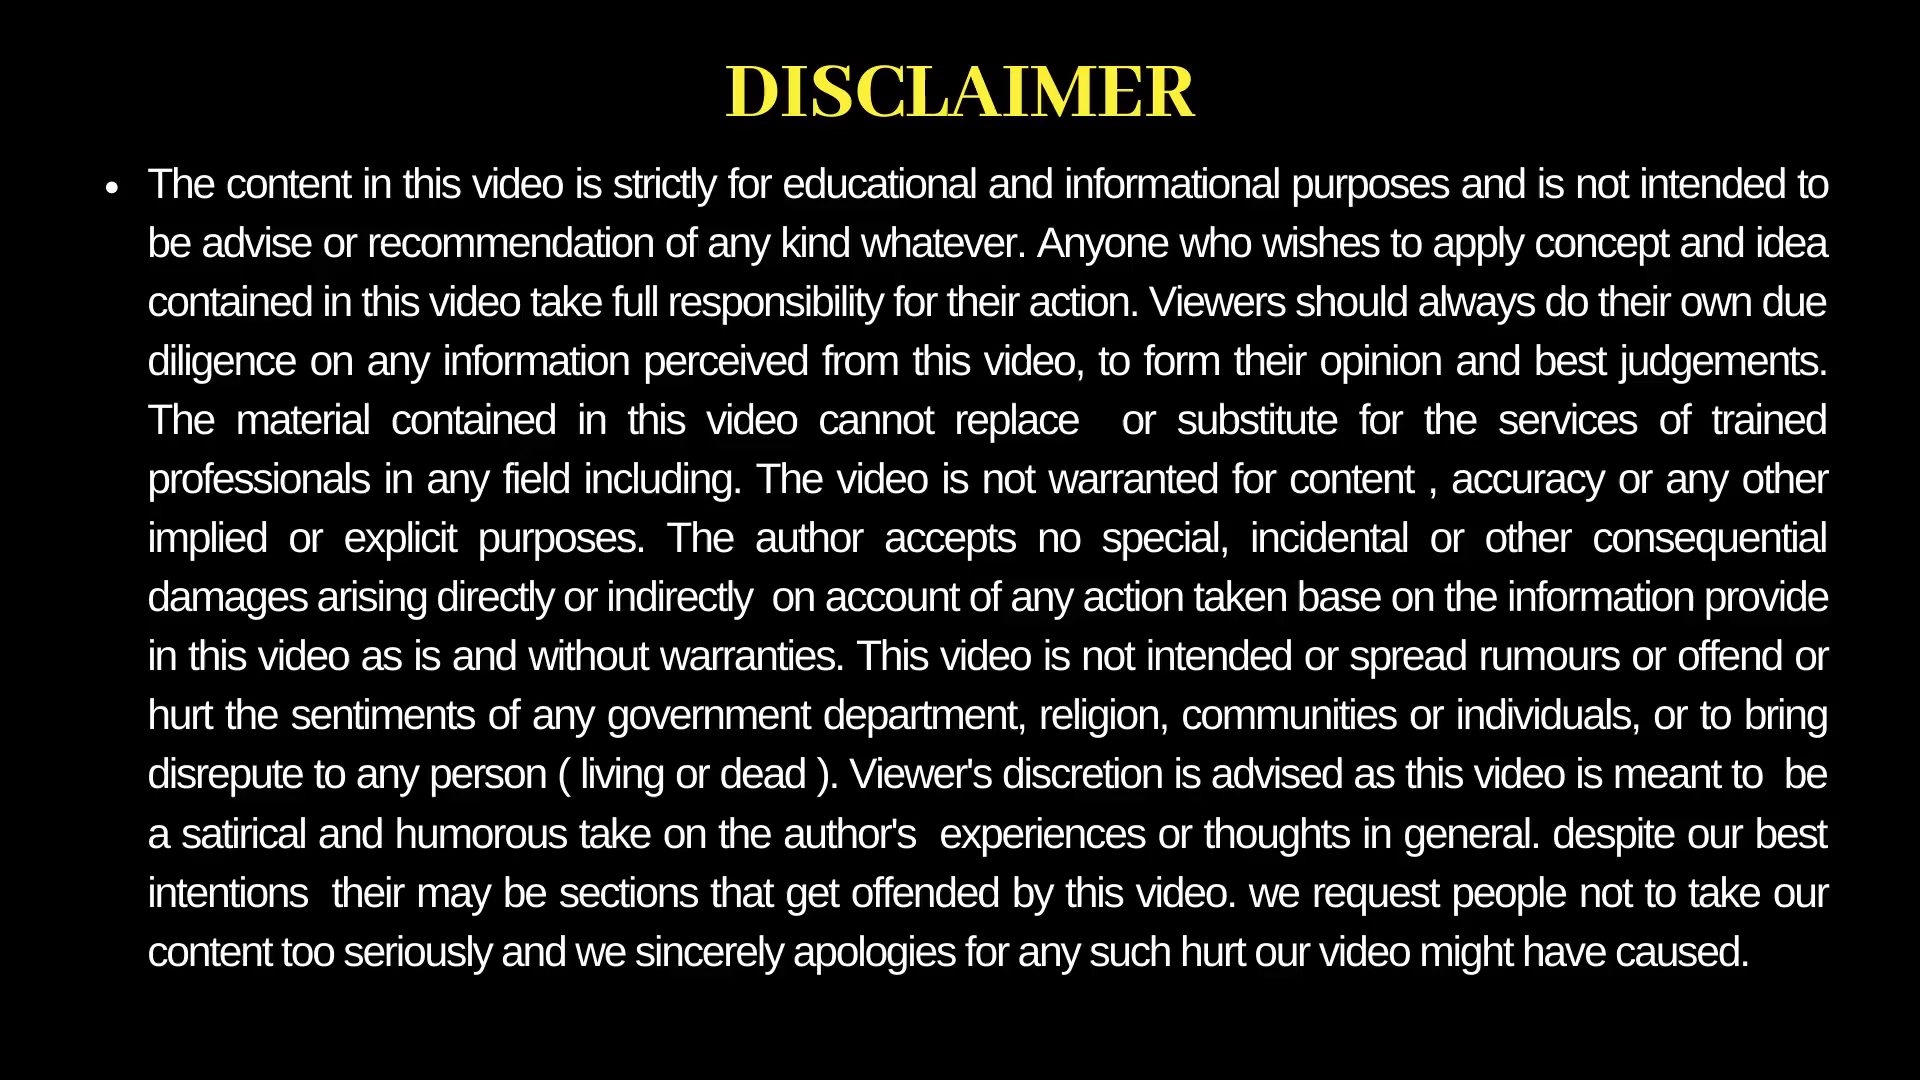 DISCLAIMER
• The content in this video is strictly for educational and informational purposes and is not intended to
be advise or recommendation of any kind whatever. Anyone who wishes to apply concept and idea
contained in this video take full responsibility for their action. Viewers should always do their own due
diligence on any information perceived from this video, to form their opinion and best judgements.
The material contained in this video cannot replace or substitute for the services of trained
professionals in any field including. The video is not warranted for content , accuracy or any other
implied or explicit purposes. The author accepts no special, incidental or other consequential
damages arising directly or indirectly on account of any action taken base on the information provide
in this video as is and without warranties. This video is not intended or spread rumours or offend or
hurt the sentiments of any government department, religion, communities or individuals, or to bring
disrepute to any person ( living or dead ). Viewer's discretion is advised as this video is meant to be
a satirical and humorous take on the author's experiences or thoughts in general. despite our best
intentions their may be sections that get offended by this video. we request people not to take our
content too seriously and we sincerely apologies for any such hurt our video might have caused.